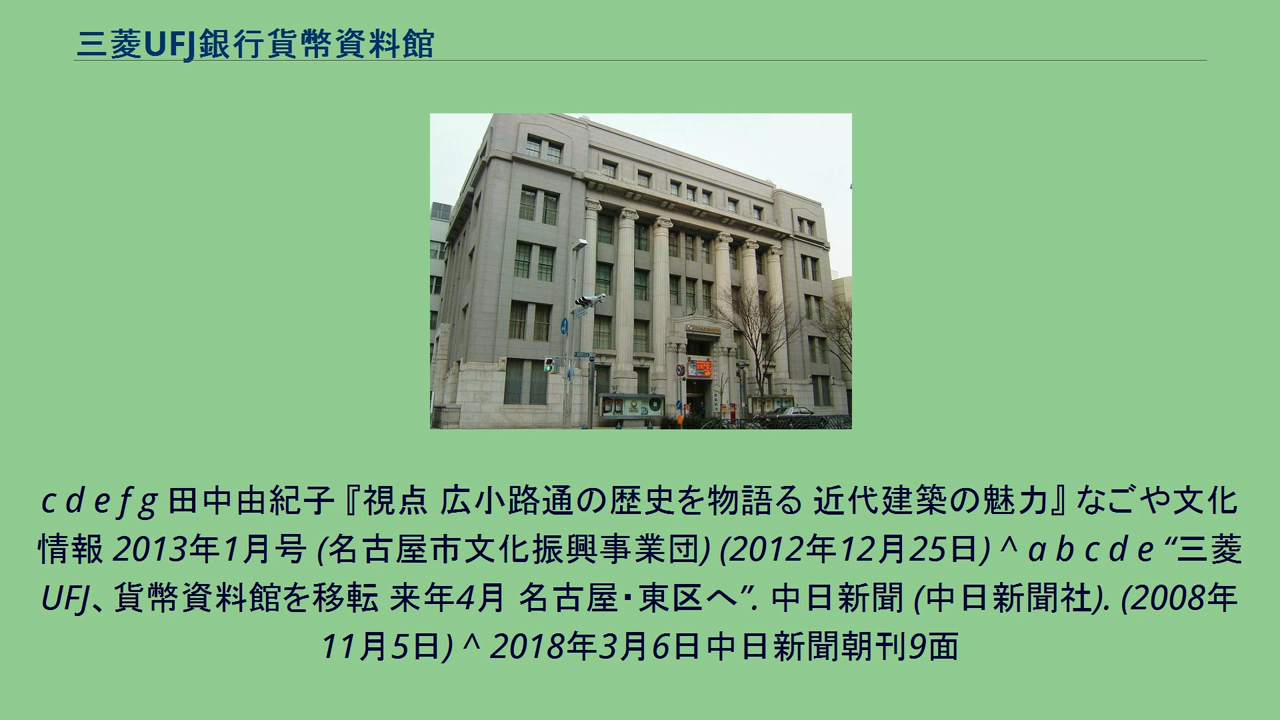 三菱UFJ銀行貨幣資料館
c d e f g 田中由紀子『視点 広小路通の歴史を物語る 近代建築の魅力』なごや文化
情報 2013年1月号 (名古屋市文化振興事業団) (2012年12月25日) ^ a b c d e “三菱
UFJ、貨幣資料館を移転 来年4月 名古屋・東区へ”. 中日新聞 (中日新聞社). (2008年
11月5日) ^ 2018年3月6日中日新聞朝刊9面